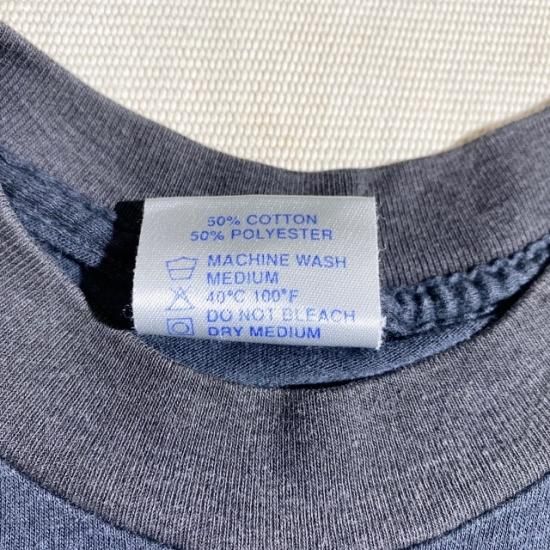 50% COTTON
50% POLYESTER
MACHINE WASH
MEDIUM
40°C 100°F
DO NOT BLEACH
DRY MEDIUM